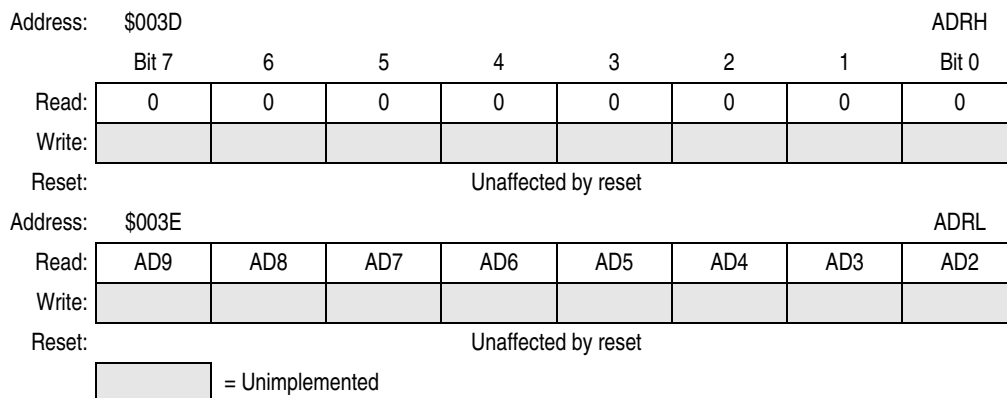 Address: $003D ADRH
Bit 7 6 5 4 3 2 1 Bit 0
Read: 0 0 0 0 0 0 0 0
Write:
Reset: Unaffected by reset
Address: $003E ADRL
Read: AD9 AD8 AD7 AD6 AD5 AD4 AD3 AD2
Write:
Reset: Unaffected by reset
= Unimplemented